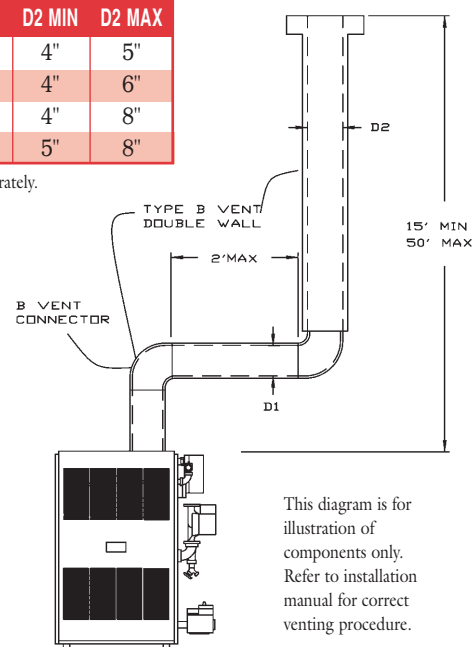 D2 MIN D2 MAX
4" 5"
4" 6"
4" 8"
5" 8"
D2
TYPE B VENT
DOUBLE WALL
15' MIN
50' MAX
2'MAX
B VENT
CONNECTOR
D1
This diagram is for
illustration of
components only.
Refer to installation
manual for correct
venting procedure.